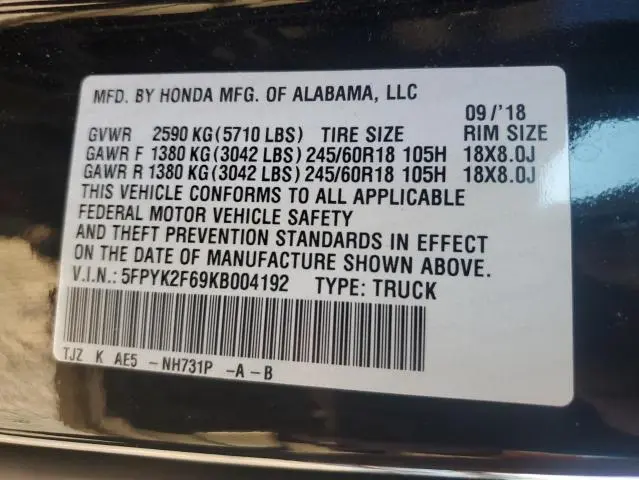 MFD. BY HONDA MFG. OF ALABAMA, LLC 09/'18
GVWR 2590 KG(5710 LBS) TIRE SIZE RIM SIZE
GAWR F 1380 KG(3042 LBS) 245/60R18 105H 18X8.0J
GAWR R 1380 KG(3042 LBS) 245/60R18 105H 18X8.0J
THIS VEHICLE CONFORMS TO ALL APPLICABLE
FEDERAL MOTOR VEHICLE SAFETY
AND THEFT PREVENTION STANDARDS IN EFFECT
ON THE DATE OF MANUFACTURE SHOWN ABOVE.
V.I.N.: 5FPYK2F69KB004192 TYPE: TRUCK
TJZ K AE5 -NH731P -A-B